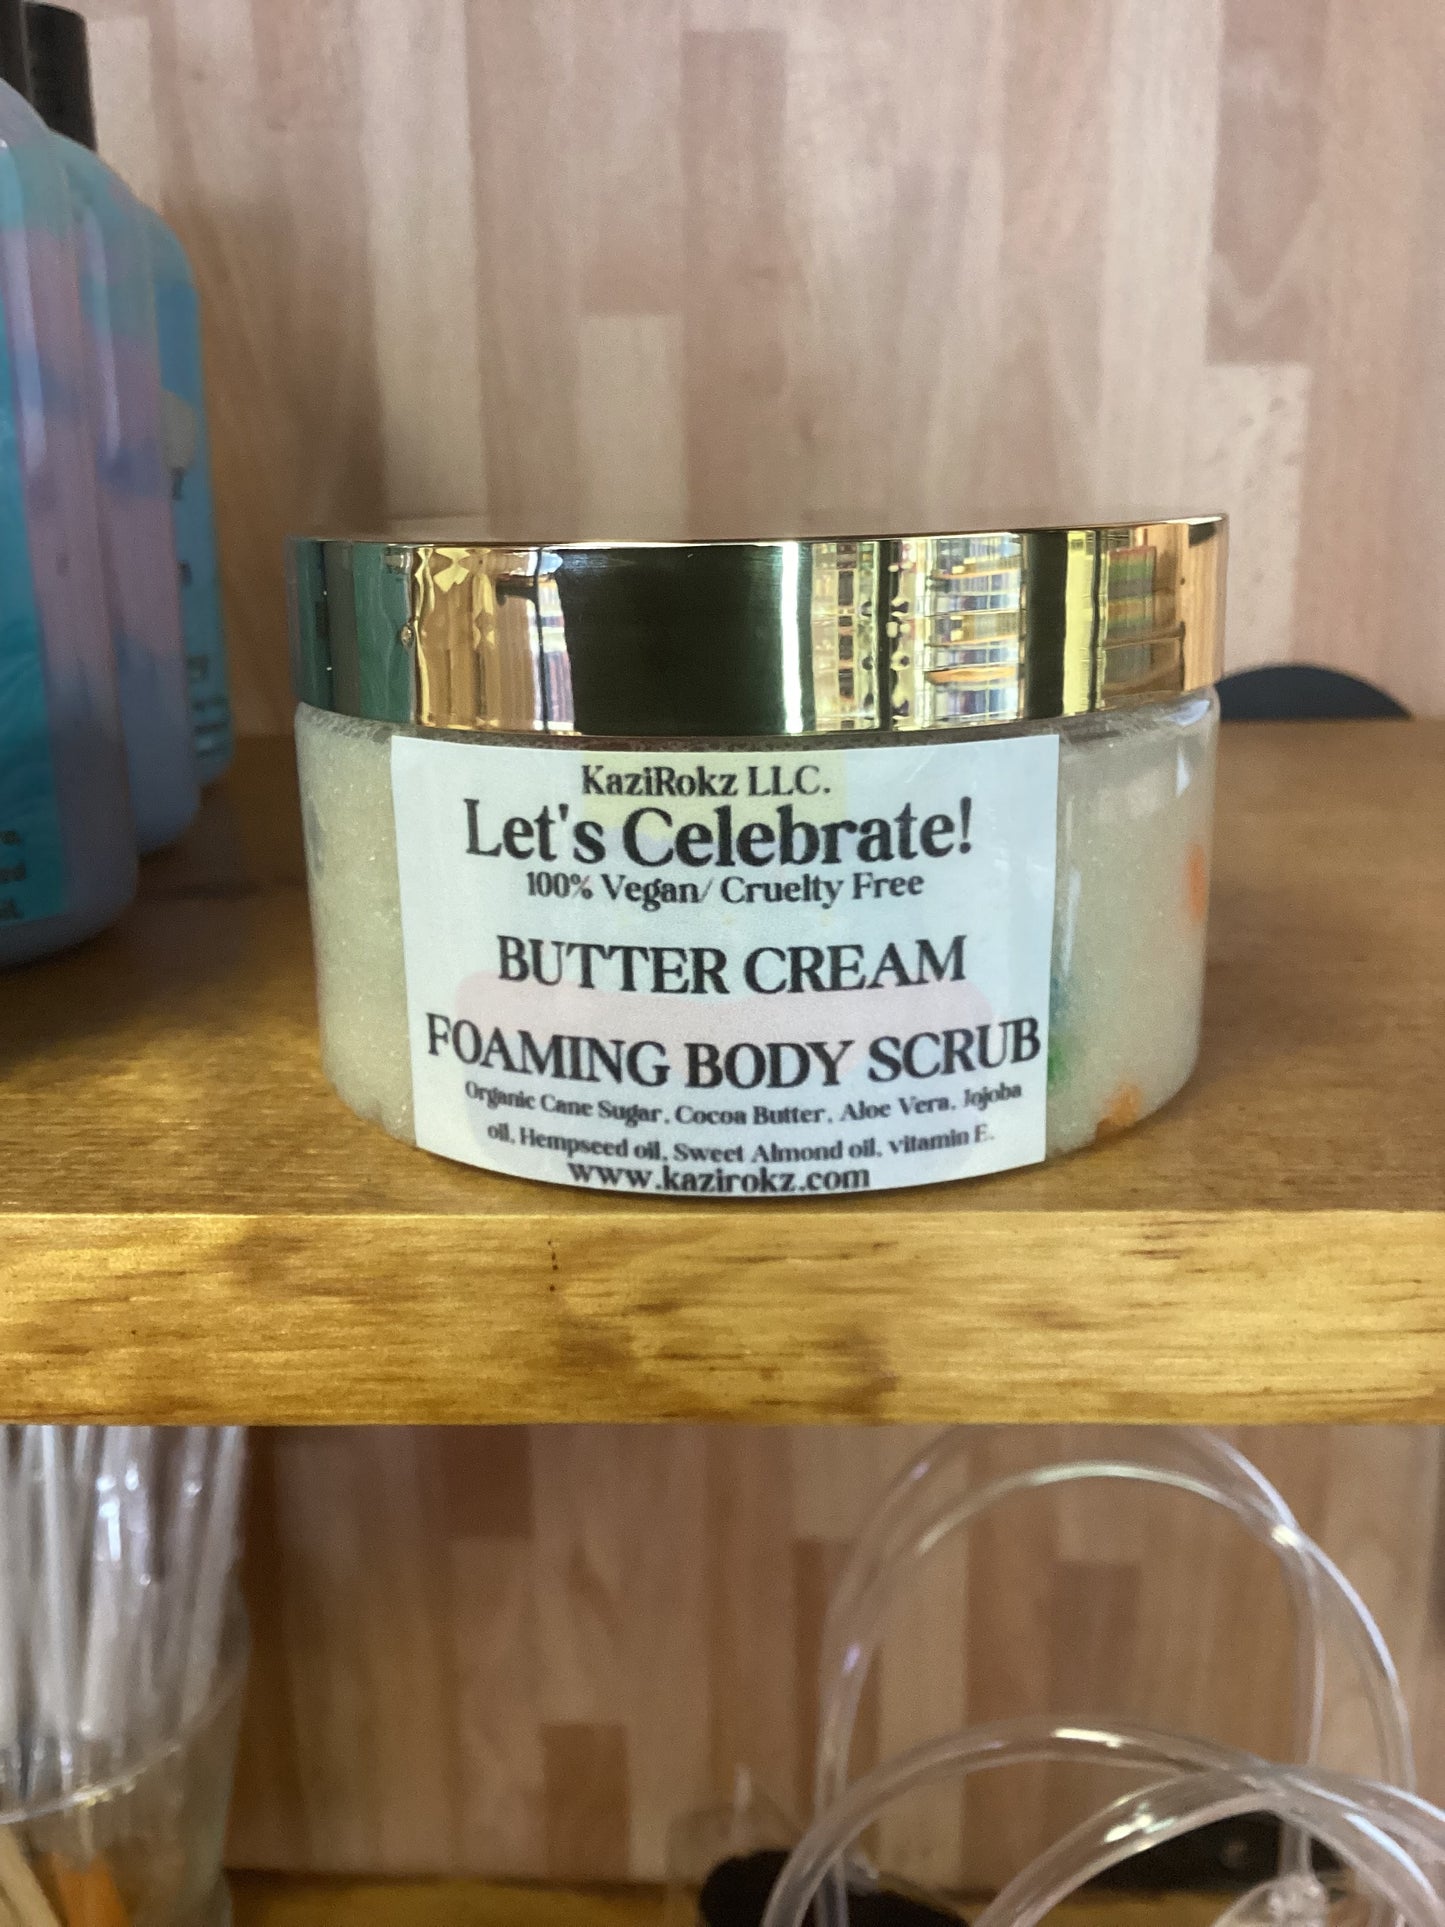 KaziRokz LLC.
Let's Celebrate!
100% Vegan/ Cruelty Free
BUTTER CREAM
FOAMING BODY SCRUB
Organic Cane Sugar, Cocoa Butter, Aloe Vera, Jojoba
oil, Hempseed oil, Sweet Almond oil, vitamin E.
www.kazirokz.com